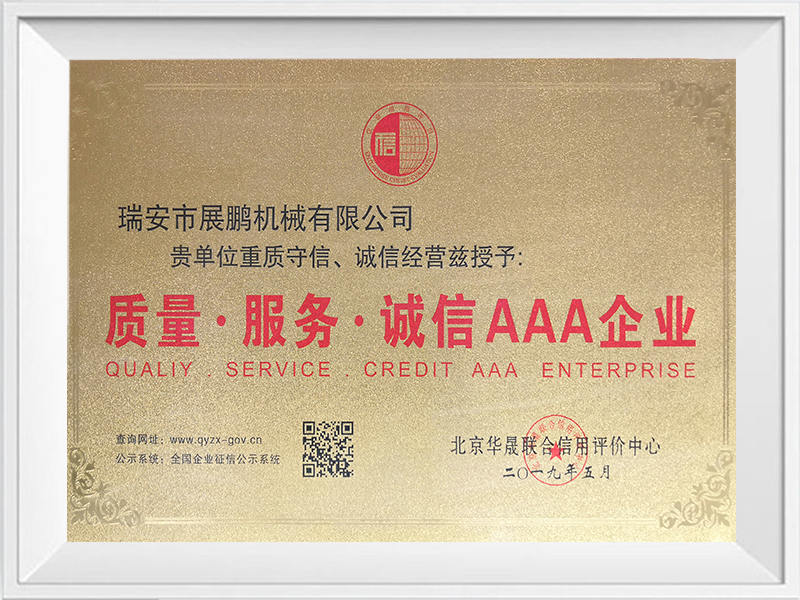 信
ENTERPRISE CREDIT EVALUATION
瑞安市展鹏机械有限公司
贵单位重质守信、诚信经营兹授予:
质量·服务·诚信AAA企业
QUALIY . SERVICE . CREDIT AAA ENTERPRISE
查询网址: www.qyzx-gov.cn
公示系统: 全国企业征信公示系统
北京华晟联合信用评价中心
二〇一九年五月